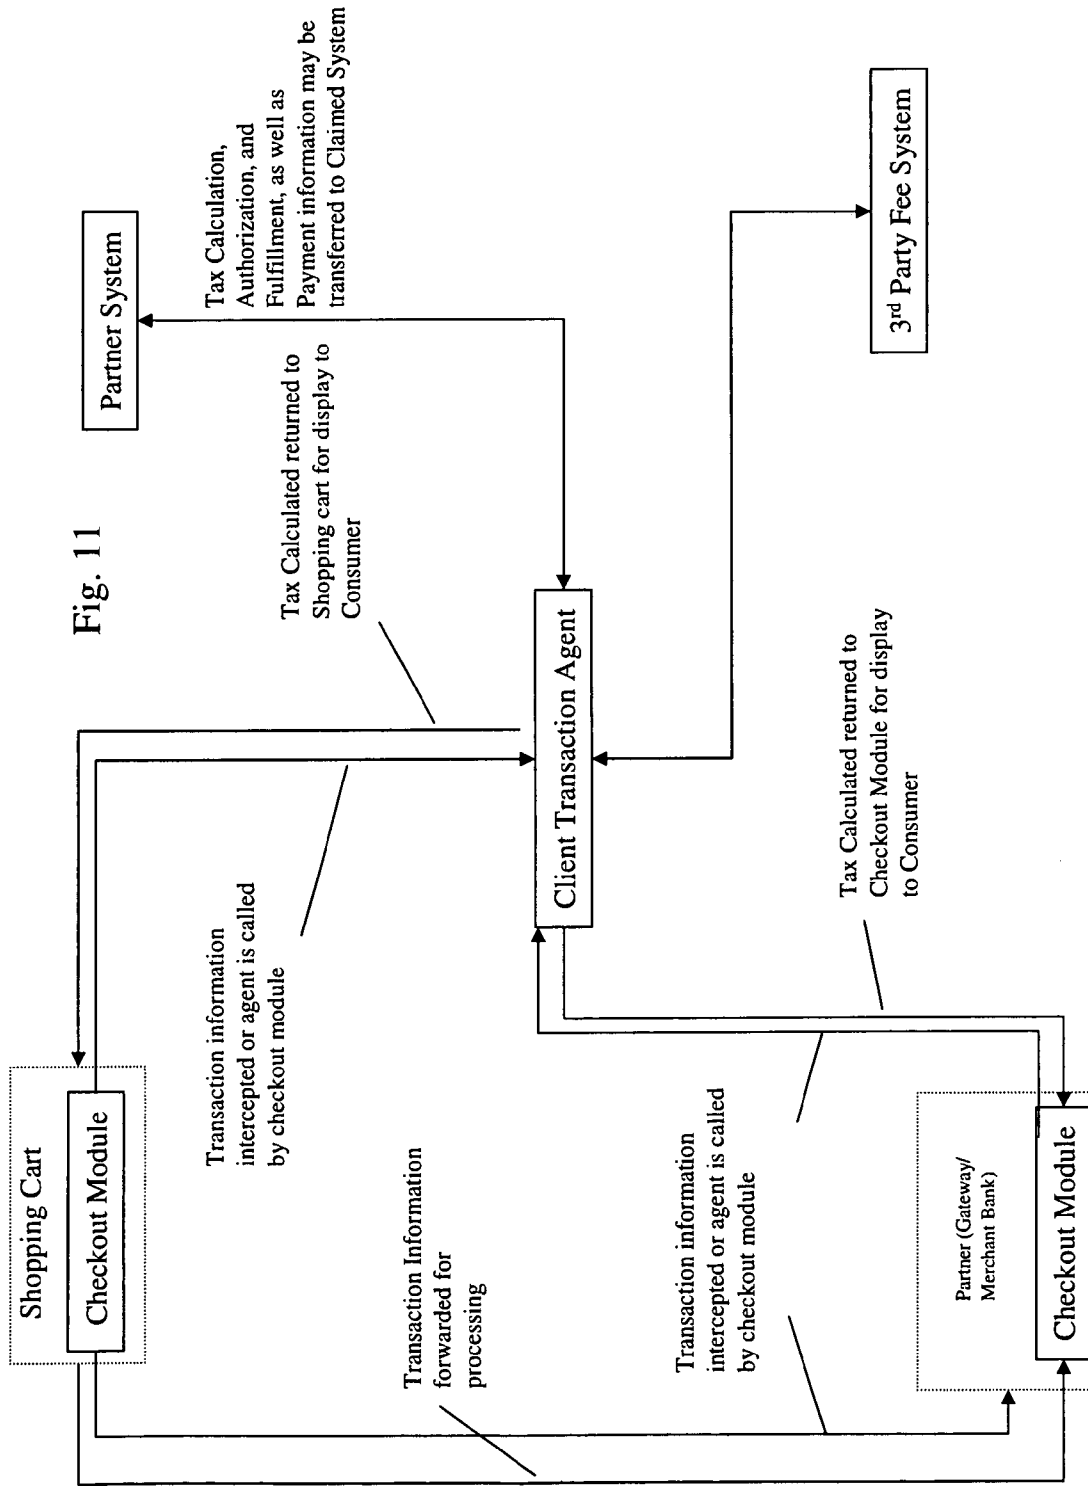 Fig. 11
Shopping Cart
Checkout Module
Partner System
Tax Calculation,
Authorization, and
Fulfillment, as well as
Payment information may be
transferred to Claimed System
Tax Calculated returned to
Shopping cart for display to
Consumer
Transaction information
intercepted or agent is called
by checkout module
Transaction Information
forwarded for
processing
Client Transaction Agent
Transaction information
intercepted or agent is called
by checkout module
Tax Calculated returned to
Checkout Module for display
to Consumer
3rd Party Fee System
Partner (Gateway/
Merchant Bank)
Checkout Module